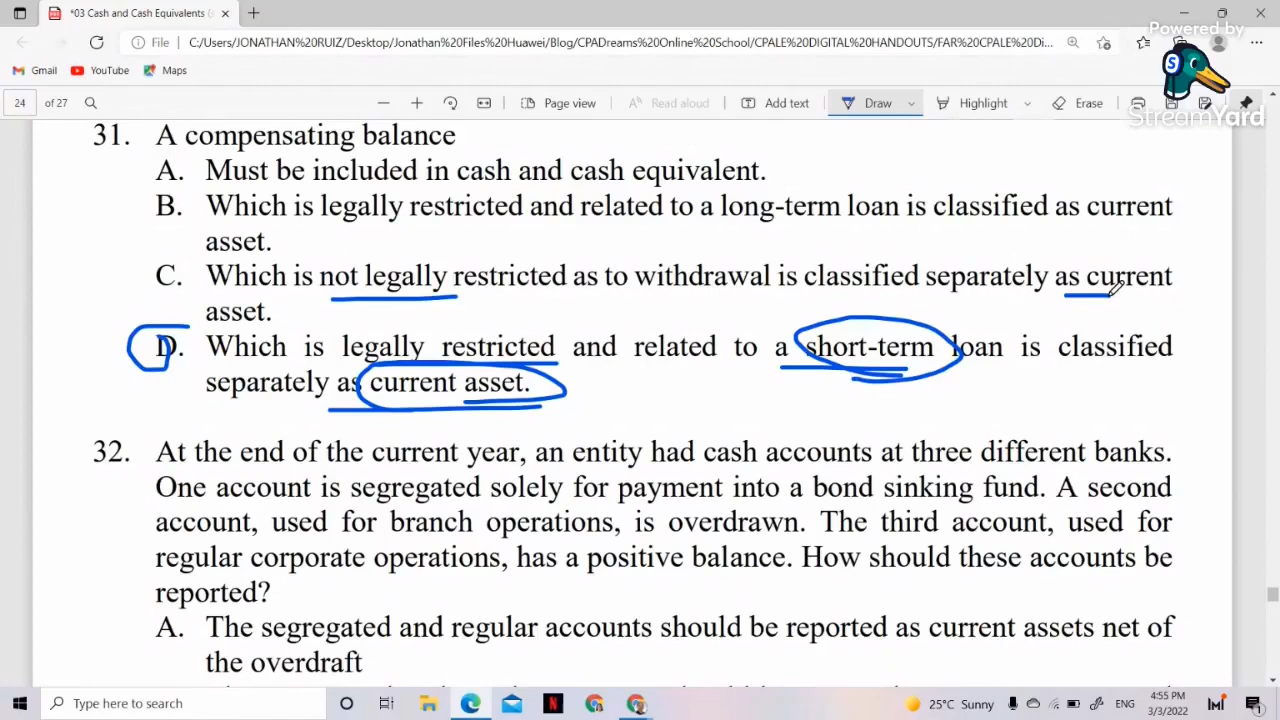 *03 Cash and Cash Equivalents (
Powered by
File
C:/Users/JONATHAN%20RUIZ/Desktop/Jonathan%20Files%20Huawei/Blog/CPADreams%20Online%20School/CPALE%20DIGITAL%20HANDOUTS/FAR%20CPALE%20Di...
S
Gmail YouTube Maps
24 of 27 Page view Read aloud Add text Draw Highlight Erase
StreamYard
31. A compensating balance
A. Must be included in cash and cash equivalent.
B. Which is legally restricted and related to a long-term loan is classified as current
asset.
C. Which is not legally restricted as to withdrawal is classified separately as current
asset.
D. Which is legally restricted and related to a short-term loan is classified
separately as current asset.
32. At the end of the current year, an entity had cash accounts at three different banks.
One account is segregated solely for payment into a bond sinking fund. A second
account, used for branch operations, is overdrawn. The third account, used for
regular corporate operations, has a positive balance. How should these accounts be
reported?
A. The segregated and regular accounts should be reported as current assets net of
the overdraft
Type here to search
25°C Sunny
ENG
4:55 PM
3/3/2022